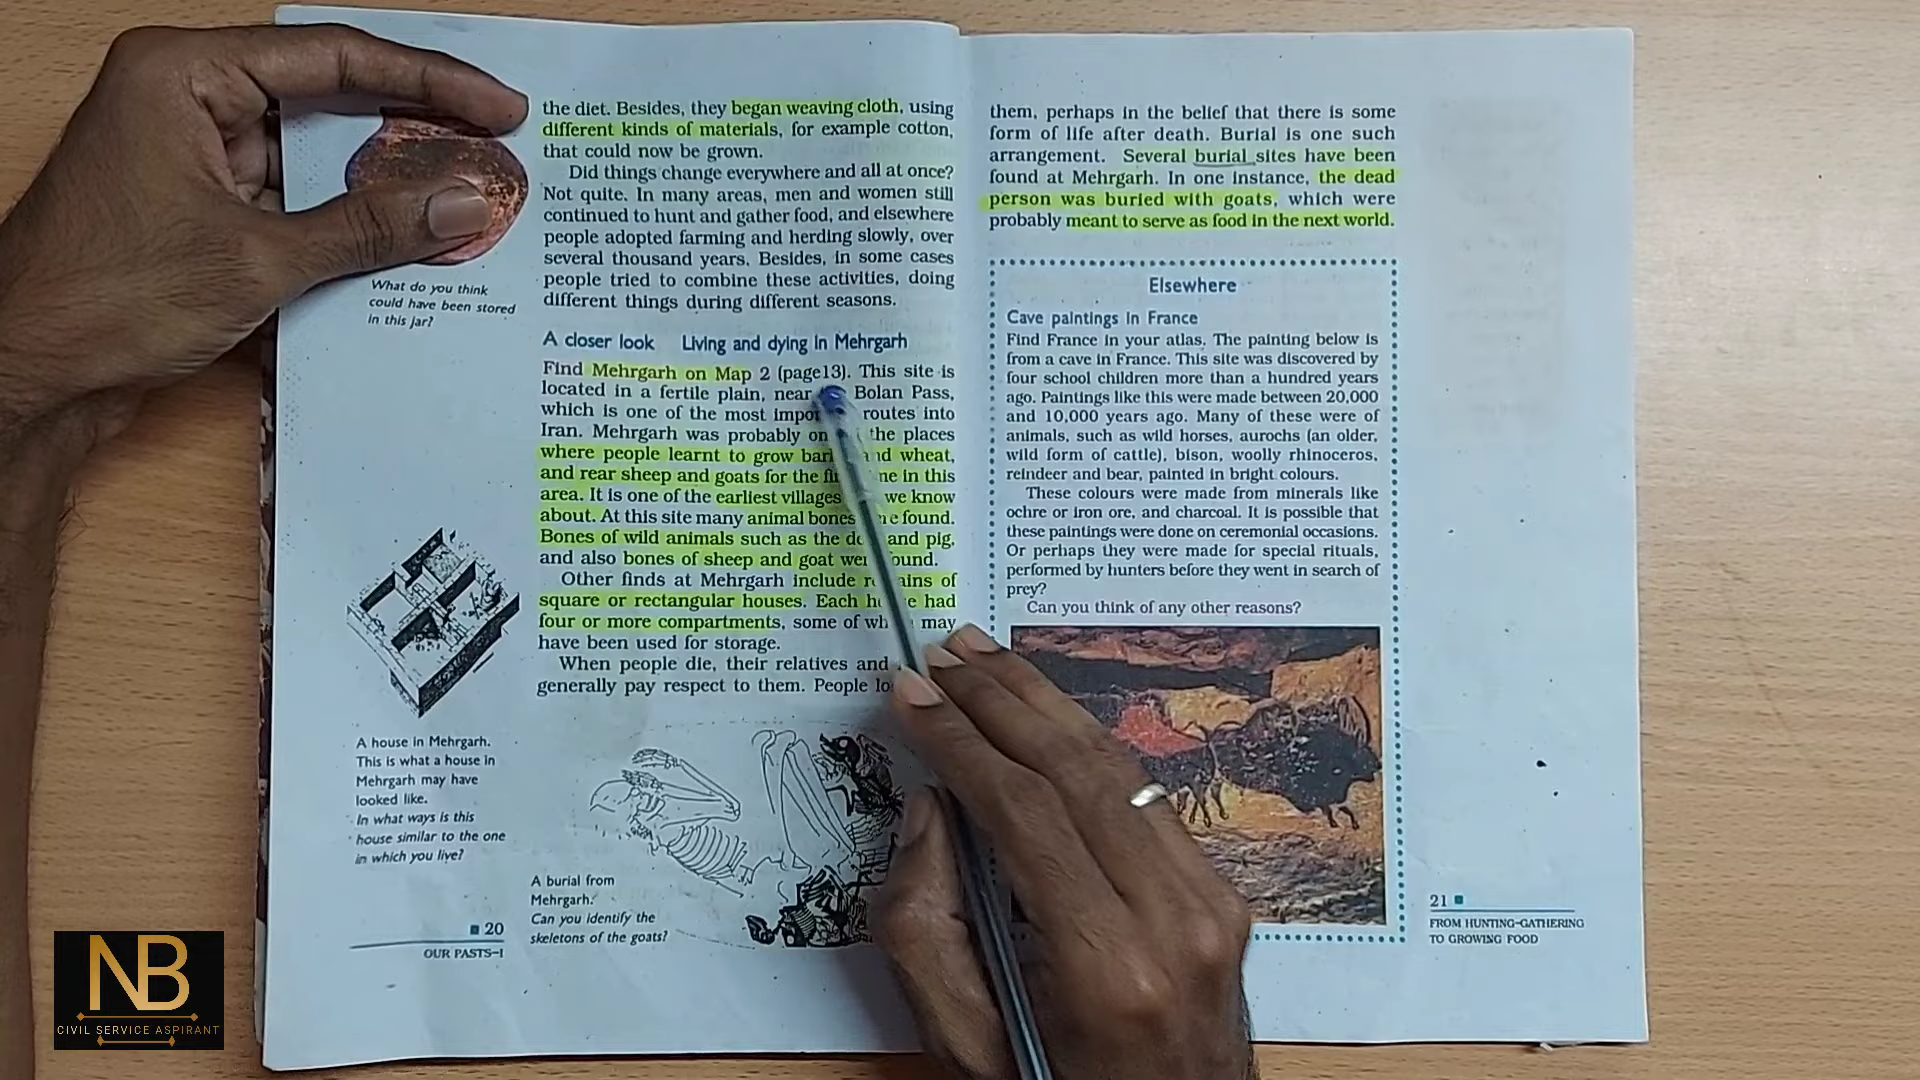 the diet. Besides, they began weaving cloth, using
different kinds of materials, for example cotton,
that could now be grown.
Did things change everywhere and all at once?
Not quite. In many areas, men and women still
continued to hunt and gather food, and elsewhere
people adopted farming and herding slowly, over
several thousand years. Besides, in some cases
people tried to combine these activities, doing
different things during different seasons.
What do you think
could have been stored
in this jar?
A closer look Living and dying in Mehrgarh
Find Mehrgarh on Map 2 (page13). This site is
located in a fertile plain, near Bolan Pass,
which is one of the most routes into
Iran. Mehrgarh was probably the places
where people learnt to grow wheat,
and rear sheep and goats for the in this
area. It is one of the earliest villages we know
about. At this site many animal bones found.
Bones of wild animals such as the and pig,
and also bones of sheep and goat
Other finds at Mehrgarh include
square or rectangular houses. Each had
four or more compartments, some of may
have been used for storage.
When people die, their relatives and
generally pay respect to them. People
A house in Mehrgarh.
This is what a house in
Mehrgarh may have
looked like.
In what ways is this
house similar to the one
in which you live?
A burial from
Mehrgarh.
Can you identify the
skeletons of the goats?
20
OUR PASTS–I
them, perhaps in the belief that there is some
form of life after death. Burial is one such
arrangement. Several burial sites have been
found at Mehrgarh. In one instance, the dead
person was buried with goats, which were
probably meant to serve as food in the next world.
Elsewhere
Cave paintings in France
Find France in your atlas. The painting below is
from a cave in France. This site was discovered by
four school children more than a hundred years
ago. Paintings like this were made between 20,000
and 10,000 years ago. Many of these were of
animals, such as wild horses, aurochs (an older,
wild form of cattle), bison, woolly rhinoceros,
reindeer and bear, painted in bright colours.
These colours were made from minerals like
ochre or iron ore, and charcoal. It is possible that
these paintings were done on ceremonial occasions.
Or perhaps they were made for special rituals,
performed by hunters before they went in search of
prey?
Can you think of any other reasons?
21
FROM HUNTING–GATHERING
TO GROWING FOOD
NB
CIVIL SERVICE ASPIRANT